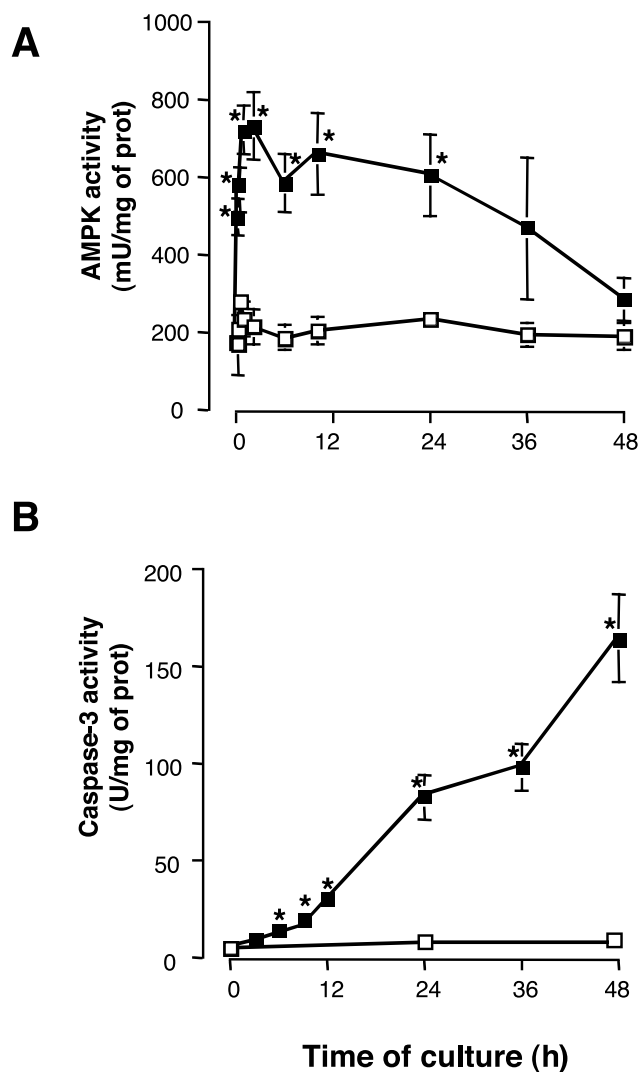 A
1000
800
600
400
200
0
AMPK activity
(mU/mg of prot)
* * * * * * *
0 12 24 36 48
B
200
150
100
50
0
Caspase-3 activity
(U/mg of prot)
* * * * * *
0 12 24 36 48
Time of culture (h)